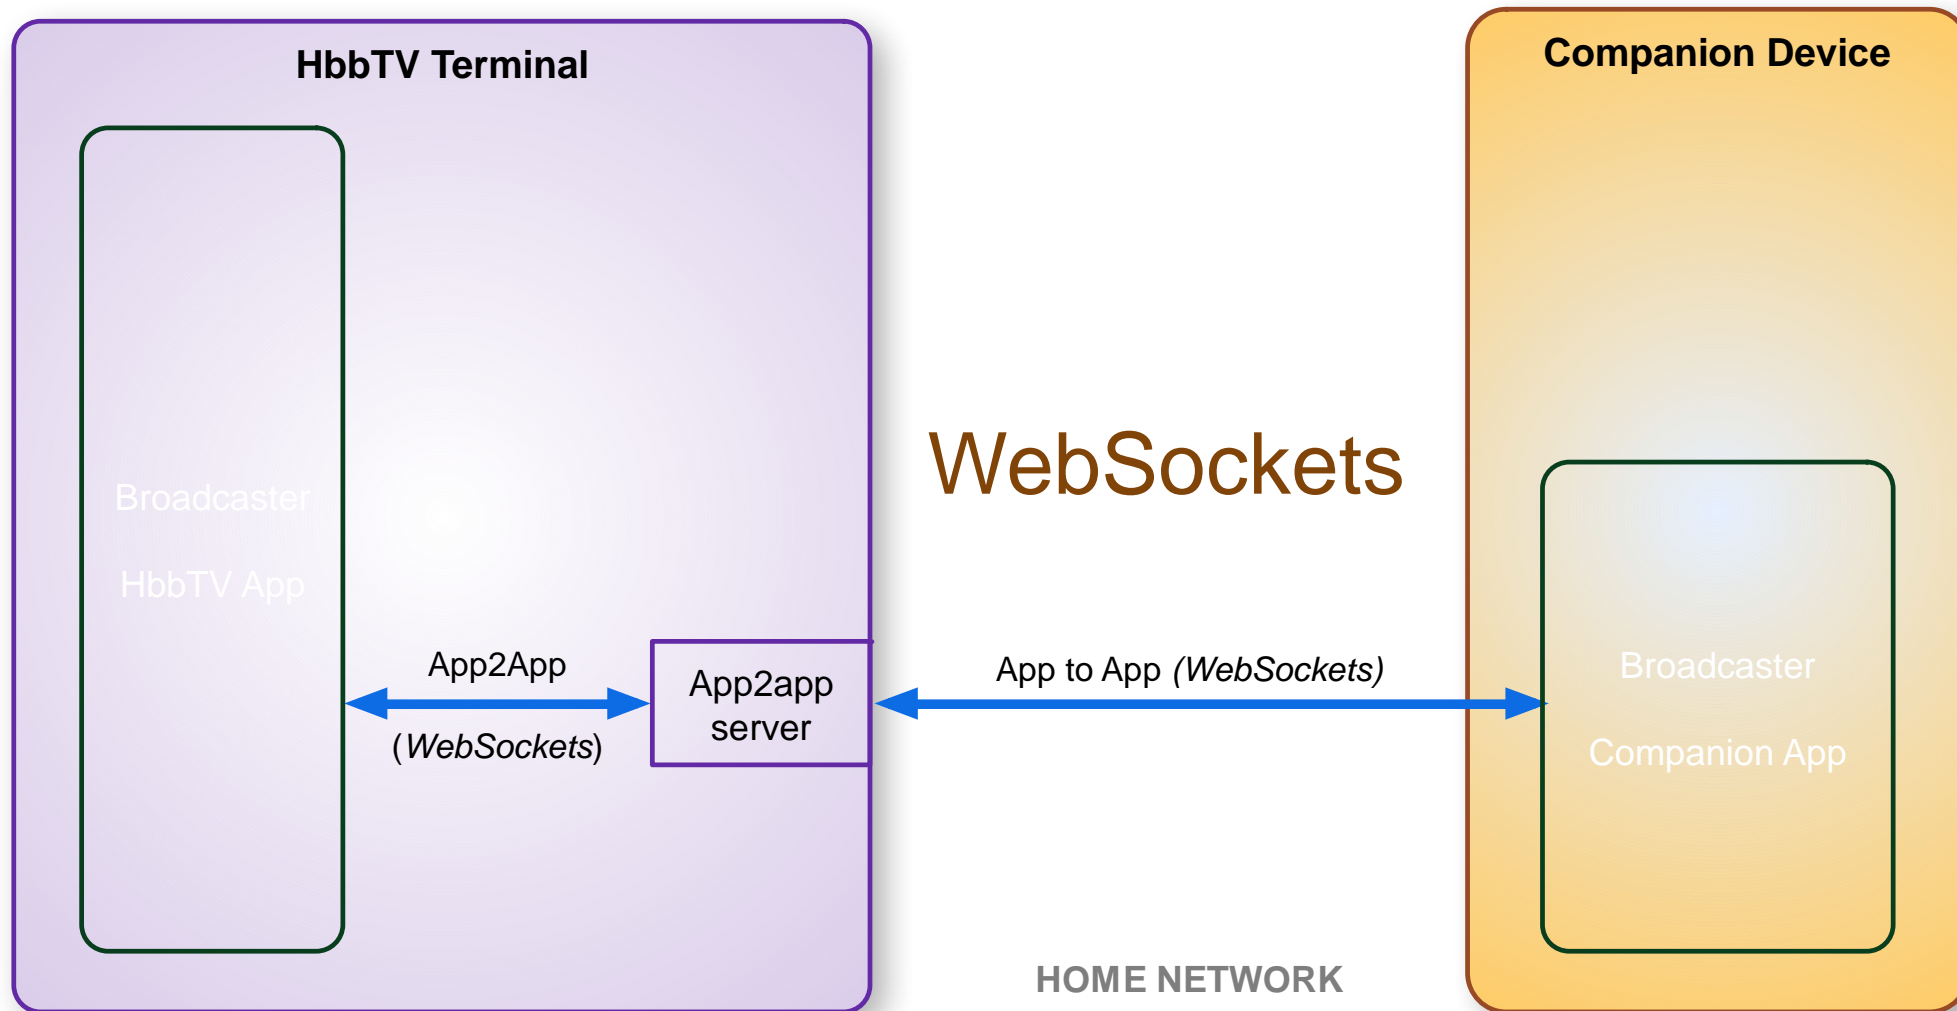 HbbTV Terminal
Companion Device
WebSockets
Broadcaster
HbbTV App
App2App
(WebSockets)
App2app
server
App to App (WebSockets)
Broadcaster
Companion App
HOME NETWORK